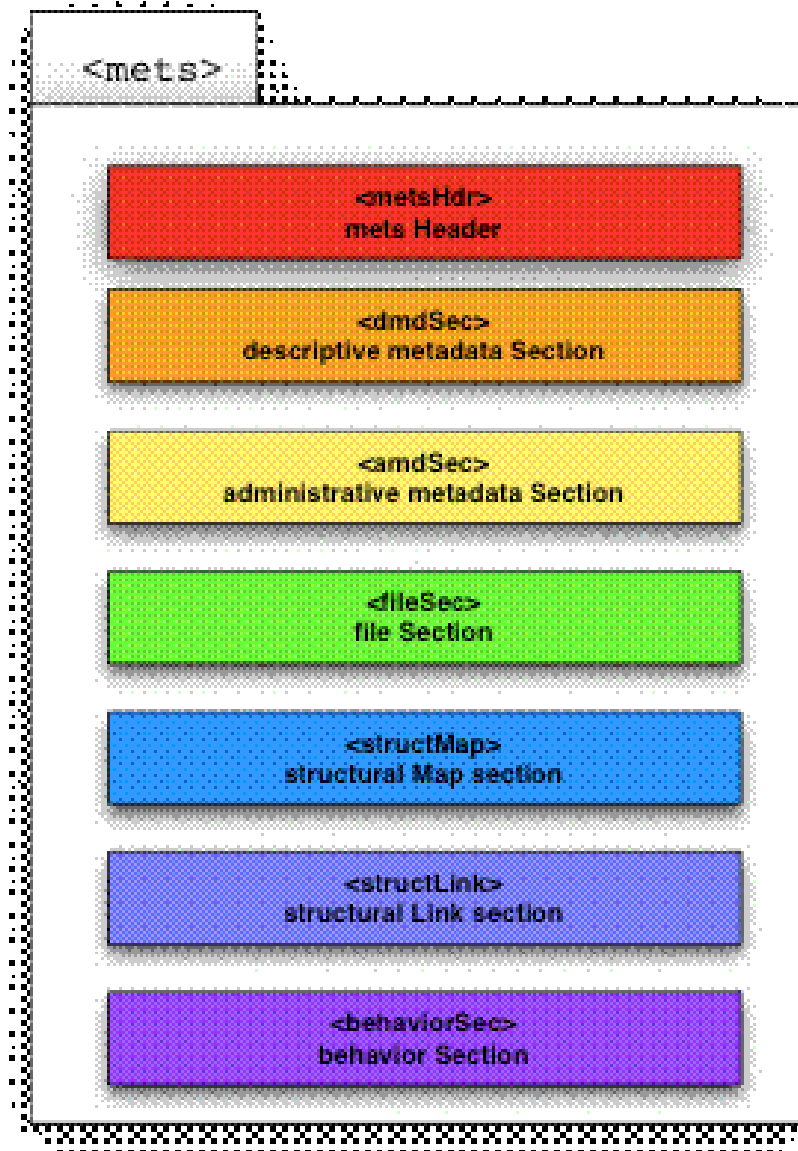 <mets>
<metsHdr>
mets Header
<dmdSec>
descriptive metadata Section
<amdSec>
administrative metadata Section
<fileSec>
file Section
<structMap>
structural Map section
<structLink>
structural Link section
<behaviorSec>
behavior Section